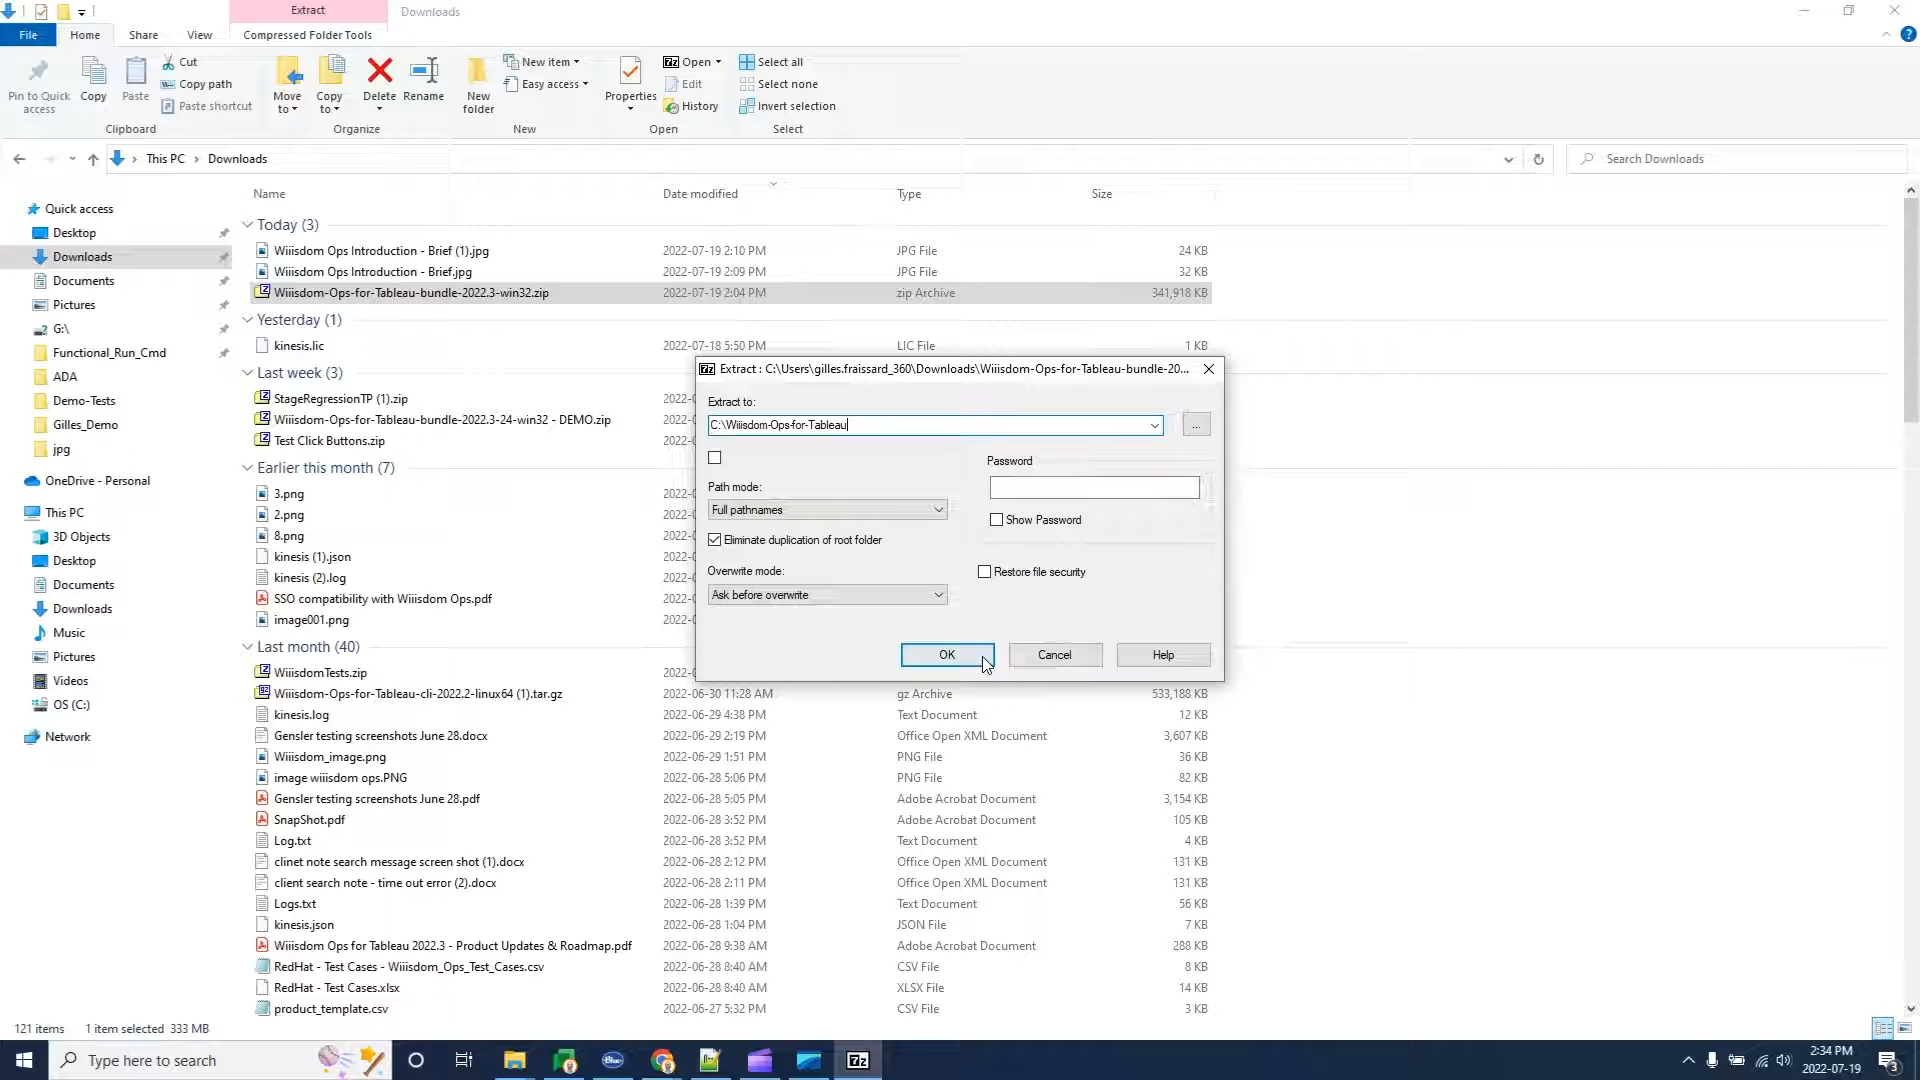 Extract
Downloads
File
Home
Share
View
Compressed Folder Tools
Pin to Quick access
Copy
Paste
Cut
Copy path
Paste shortcut
Clipboard
Move to
Copy to
Delete
Rename
Organize
New folder
New item
Easy access
New
Properties
Open
Edit
History
Open
Select all
Select none
Invert selection
Select
This PC > Downloads
Search Downloads
Name Date modified Type Size
Quick access
Desktop
Downloads
Documents
Pictures
G:\
Functional_Run_Cmd
ADA
Demo-Tests
Gilles_Demo
jpg
OneDrive - Personal
This PC
3D Objects
Desktop
Documents
Downloads
Music
Pictures
Videos
OS (C:)
Network
Today (3)
Wiiisdom Ops Introduction - Brief (1).jpg 2022-07-19 2:10 PM JPG File 24 KB
Wiiisdom Ops Introduction - Brief.jpg 2022-07-19 2:09 PM JPG File 32 KB
Wiiisdom-Ops-for-Tableau-bundle-2022.3-win32.zip 2022-07-19 2:04 PM zip Archive 341,918 KB
Yesterday (1)
kinesis.lic 2022-07-18 5:50 PM LIC File 1 KB
Last week (3)
StageRegressionTP (1).zip 2022-0
Wiiisdom-Ops-for-Tableau-bundle-2022.3-24-win32 - DEMO.zip 2022-0
Test Click Buttons.zip 2022-0
Earlier this month (7)
3.png 2022-0
2.png 2022-0
8.png 2022-0
kinesis (1).json 2022-0
kinesis (2).log 2022-0
SSO compatibility with Wiiisdom Ops.pdf 2022-0
image001.png 2022-0
Last month (40)
WiiisdomTests.zip 2022-0
Wiiisdom-Ops-for-Tableau-cli-2022.2-linux64 (1).tar.gz 2022-06-30 11:28 AM gz Archive 533,188 KB
kinesis.log 2022-06-29 4:38 PM Text Document 12 KB
Gensler testing screenshots June 28.docx 2022-06-29 2:19 PM Office Open XML Document 3,607 KB
Wiiisdom_image.png 2022-06-29 1:51 PM PNG File 36 KB
image wiiisdom ops.PNG 2022-06-28 5:06 PM PNG File 82 KB
Gensler testing screenshots June 28.pdf 2022-06-28 5:05 PM Adobe Acrobat Document 3,154 KB
SnapShot.pdf 2022-06-28 3:52 PM Adobe Acrobat Document 105 KB
Log.txt 2022-06-28 3:52 PM Text Document 4 KB
clinet note search message screen shot (1).docx 2022-06-28 2:12 PM Office Open XML Document 131 KB
client search note - time out error (2).docx 2022-06-28 2:11 PM Office Open XML Document 131 KB
Logs.txt 2022-06-28 1:39 PM Text Document 56 KB
kinesis.json 2022-06-28 1:04 PM JSON File 7 KB
Wiiisdom Ops for Tableau 2022.3 - Product Updates & Roadmap.pdf 2022-06-28 9:38 AM Adobe Acrobat Document 288 KB
RedHat - Test Cases - Wiiisdom_Ops_Test_Cases.csv 2022-06-28 8:40 AM CSV File 8 KB
RedHat - Test Cases.xlsx 2022-06-28 8:40 AM XLSX File 14 KB
product_template.csv 2022-06-27 5:32 PM CSV File 3 KB
Extract : C:\Users\gilles.fraissard_360\Downloads\Wiiisdom-Ops-for-Tableau-bundle-20...
Extract to:
C:\Wiiisdom-Ops-for-Tableau
...
Password
Path mode:
Full pathnames
Show Password
Eliminate duplication of root folder
Overwrite mode:
Restore file security
Ask before overwrite
OK
Cancel
Help
121 items 1 item selected 333 MB
Type here to search
Blue
7z
2:34 PM
2022-07-19
3